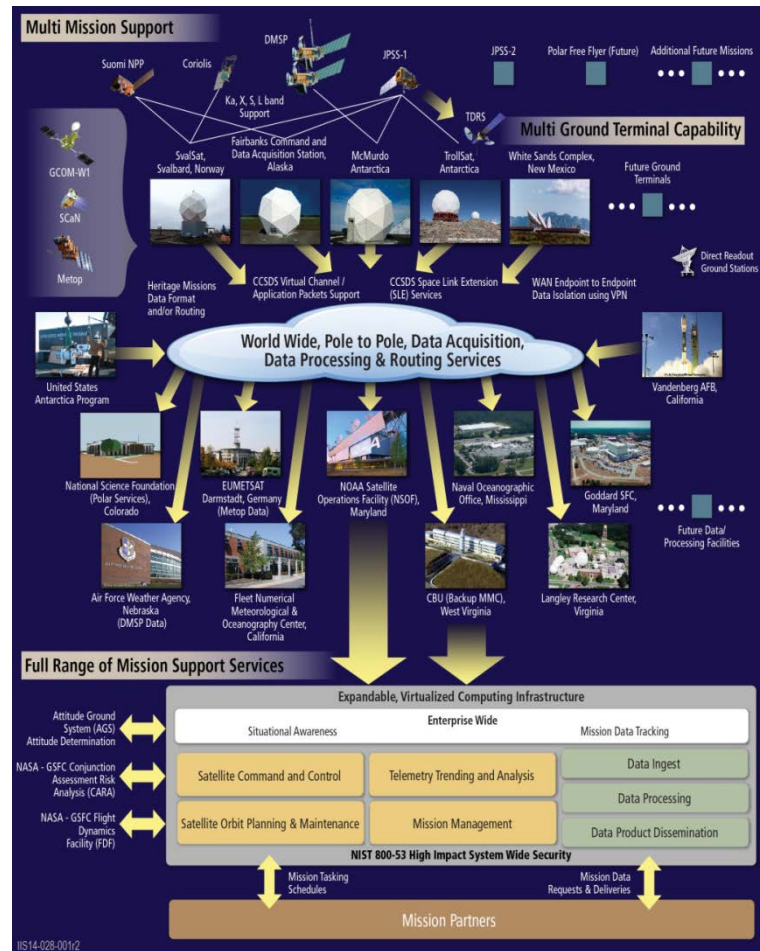 Multi Mission Support
DMSP
JPSS-1
JPSS-2
Polar Free Flyer (Future)
Additional Future Missions
Suomi NPP
Coriolis
Ka, X, S, L band
Support
TDRS
Multi Ground Terminal Capability
GCOM-W1
SCaN
Metop
SvalSat,
Svalbard, Norway
Fairbanks Command and
Data Acquisition Station,
Alaska
McMurdo
Antarctica
TrollSat,
Antarctica
White Sands Complex,
New Mexico
Future Ground
Terminals
Direct Readout
Ground Stations
Heritage Missions
Data Format
and/or Routing
CCSDS Virtual Channel /
Application Packets Support
CCSDS Space Link Extension
(SLE) Services
WAN Endpoint to Endpoint
Data Isolation using VPN
World Wide, Pole to Pole, Data Acquisition,
Data Processing & Routing Services
United States
Antarctica Program
Vandenberg AFB,
California
National Science Foundation
(Polar Services),
Colorado
EUMETSAT
Darmstadt, Germany
(Metop Data)
NOAA Satellite
Operations Facility (NSOF),
Maryland
Naval Oceanographic
Office, Mississippi
Goddard SFC,
Maryland
Future Data/
Processing Facilities
Air Force Weather Agency,
Nebraska
(DMSP Data)
Fleet Numerical
Meteorological &
Oceanography Center,
California
CBU (Backup MMC),
West Virginia
Langley Research Center,
Virginia
Full Range of Mission Support Services
Expandable, Virtualized Computing Infrastructure
Enterprise Wide
Situational Awareness
Mission Data Tracking
Attitude Ground
System (AGS)
Attitude Determination
NASA - GSFC Conjunction
Assessment Risk
Analysis (CARA)
NASA - GSFC Flight
Dynamics
Facility (FDF)
Satellite Command and Control
Telemetry Trending and Analysis
Data Ingest
Data Processing
Satellite Orbit Planning & Maintenance
Mission Management
Data Product Dissemination
NIST 800-53 High Impact System Wide Security
Mission Tasking
Schedules
Mission Data
Requests & Deliveries
Mission Partners
IIS14-028-001r2